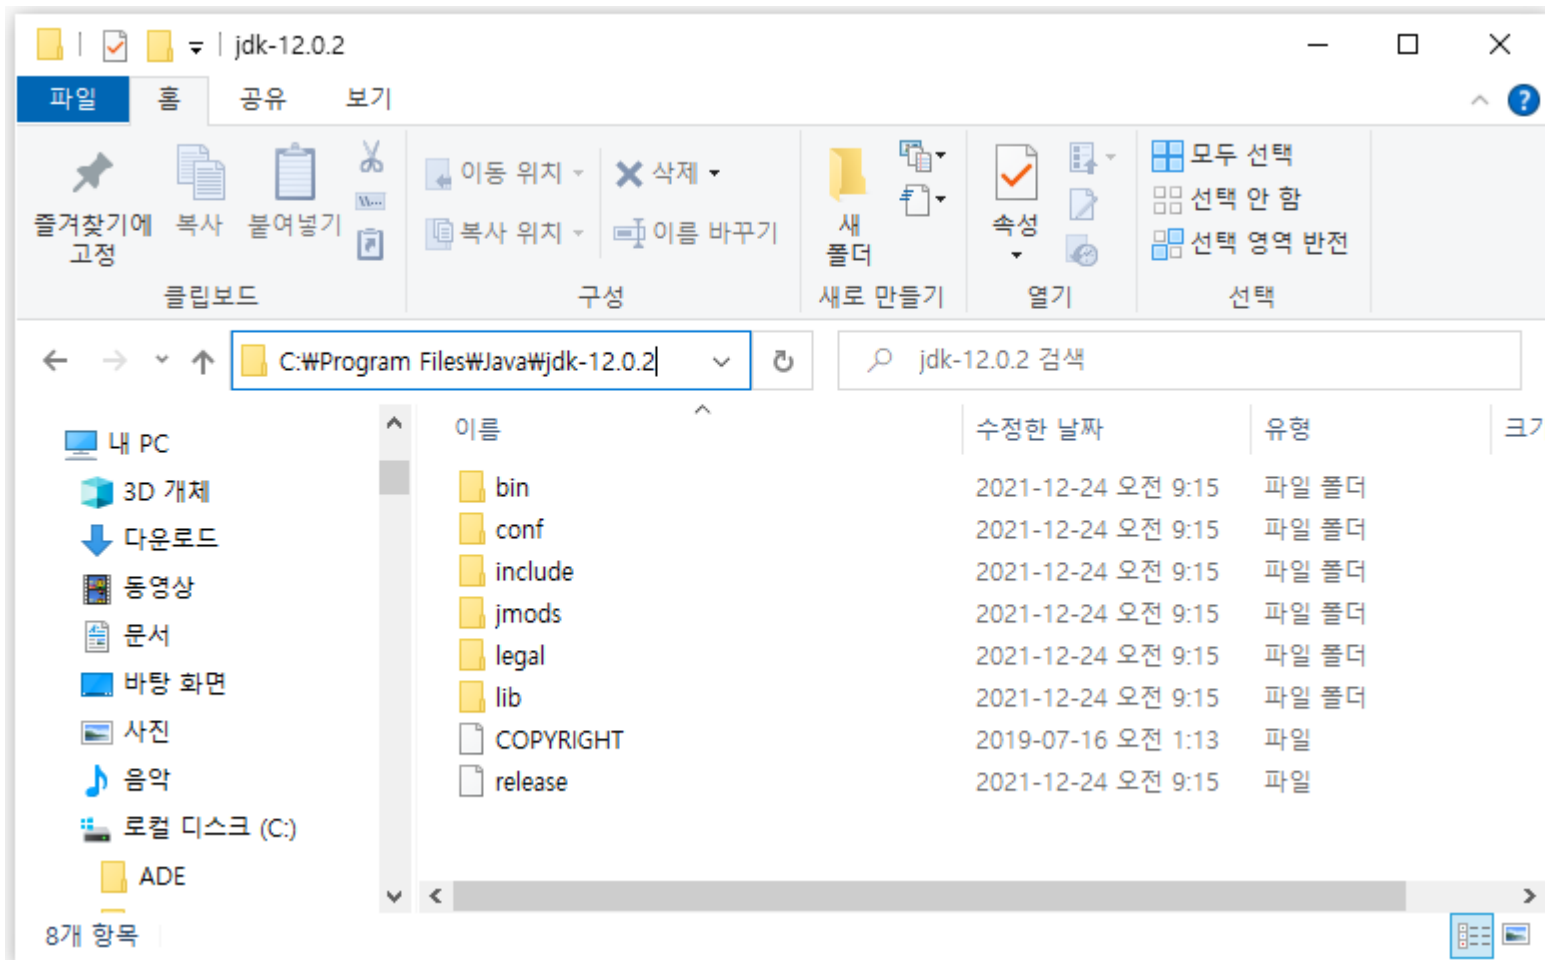 jdk-12.0.2
파일 홈 공유 보기
즐겨찾기에 고정
복사
붙여넣기
이동 위치
복사 위치
삭제
이름 바꾸기
새 폴더
속성
모두 선택
선택 안 함
선택 영역 반전
클립보드 구성 새로 만들기 열기 선택
C:₩Program Files₩Java₩jdk-12.0.2
jdk-12.0.2 검색
내 PC
3D 개체
다운로드
동영상
문서
바탕 화면
사진
음악
로컬 디스크 (C:)
ADE
이름 수정한 날짜 유형
bin 2021-12-24 오전 9:15 파일 폴더
conf 2021-12-24 오전 9:15 파일 폴더
include 2021-12-24 오전 9:15 파일 폴더
jmods 2021-12-24 오전 9:15 파일 폴더
legal 2021-12-24 오전 9:15 파일 폴더
lib 2021-12-24 오전 9:15 파일 폴더
COPYRIGHT 2019-07-16 오전 1:13 파일
release 2021-12-24 오전 9:15 파일
8개 항목